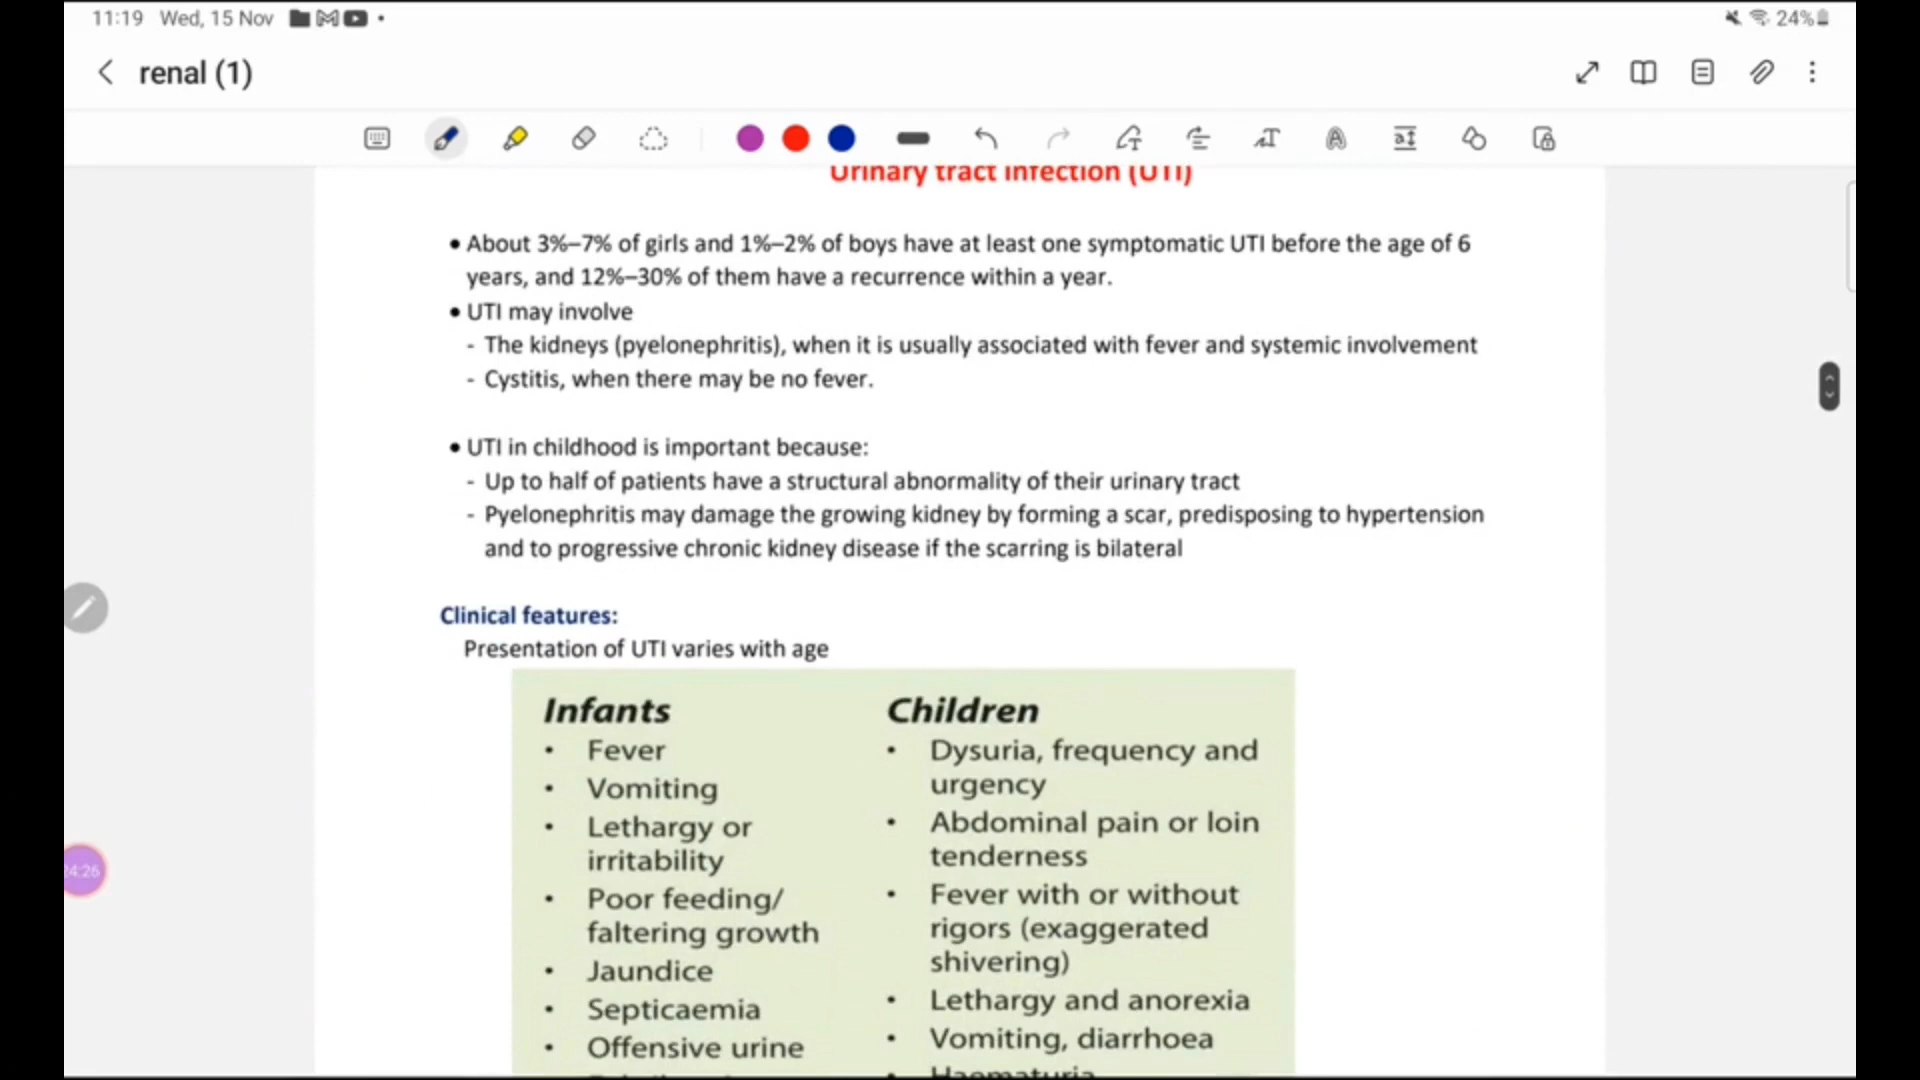 11:19 Wed, 15 Nov
24%
renal (1)
Urinary tract infection (UTI)
• About 3%–7% of girls and 1%–2% of boys have at least one symptomatic UTI before the age of 6
years, and 12%–30% of them have a recurrence within a year.
• UTI may involve
- The kidneys (pyelonephritis), when it is usually associated with fever and systemic involvement
- Cystitis, when there may be no fever.
• UTI in childhood is important because:
- Up to half of patients have a structural abnormality of their urinary tract
- Pyelonephritis may damage the growing kidney by forming a scar, predisposing to hypertension
and to progressive chronic kidney disease if the scarring is bilateral
Clinical features:
Presentation of UTI varies with age
Infants
• Fever
• Vomiting
• Lethargy or
irritability
• Poor feeding/
faltering growth
• Jaundice
• Septicaemia
• Offensive urine
Children
• Dysuria, frequency and
urgency
• Abdominal pain or loin
tenderness
• Fever with or without
rigors (exaggerated
shivering)
• Lethargy and anorexia
• Vomiting, diarrhoea
Haematuria
24:26